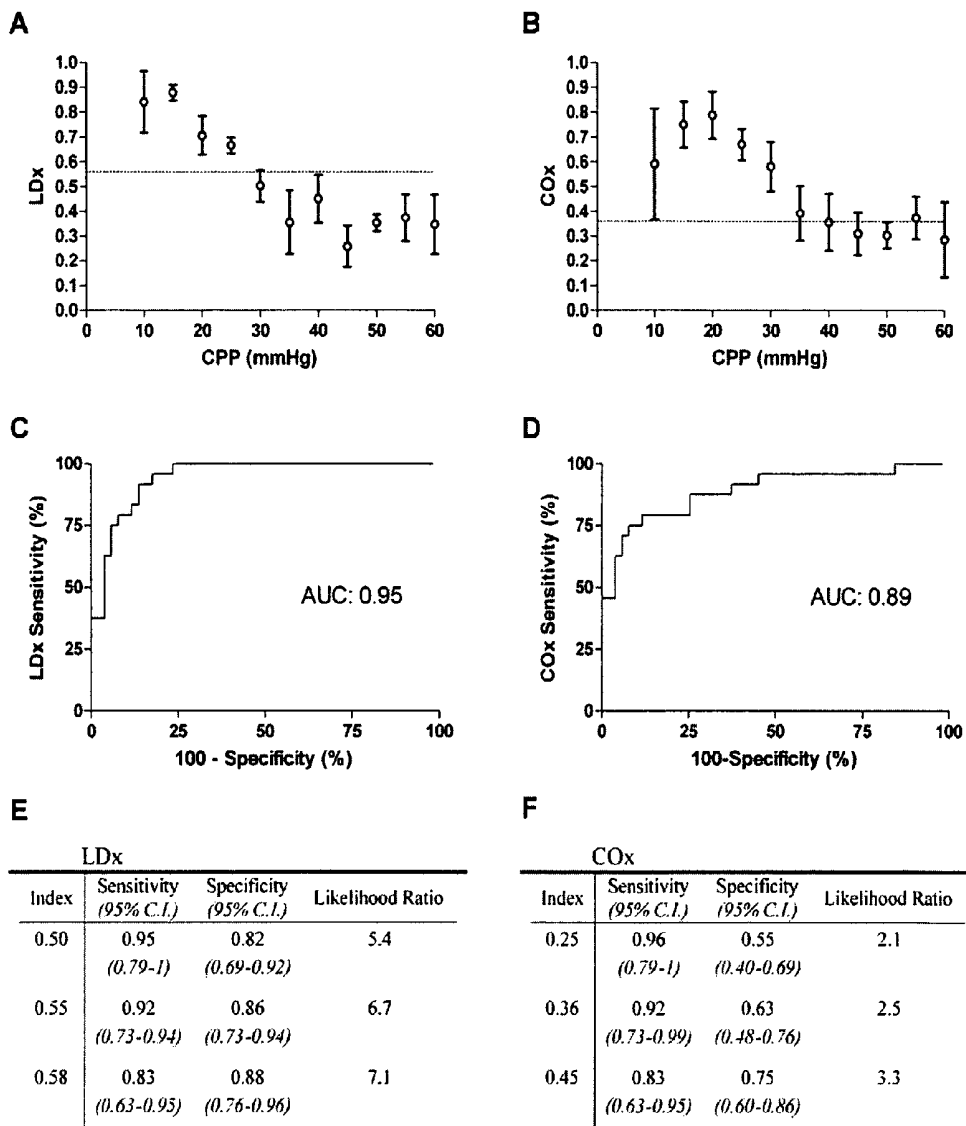 A
B
1.0
0.9
0.8
0.7
0.6
0.5
0.4
0.3
0.2
0.1
0.0
LDx
0 10 20 30 40 50 60
CPP (mmHg)
1.0
0.9
0.8
0.7
0.6
0.5
0.4
0.3
0.2
0.1
0.0
COx
0 10 20 30 40 50 60
CPP (mmHg)
C
D
100
75
50
25
0
LDx Sensitivity (%)
AUC: 0.95
0 25 50 75 100
100 - Specificity (%)
100
75
50
25
0
COx Sensitivity (%)
AUC: 0.89
0 25 50 75 100
100-Specificity (%)
E
LDx
Index Sensitivity Specificity Likelihood Ratio
(95% C.I.) (95% C.I.)
0.50 0.95 0.82 5.4
(0.79-1) (0.69-0.92)
0.55 0.92 0.86 6.7
(0.73-0.94) (0.73-0.94)
0.58 0.83 0.88 7.1
(0.63-0.95) (0.76-0.96)
F
COx
Index Sensitivity Specificity Likelihood Ratio
(95% C.I.) (95% C.I.)
0.25 0.96 0.55 2.1
(0.79-1) (0.40-0.69)
0.36 0.92 0.63 2.5
(0.73-0.99) (0.48-0.76)
0.45 0.83 0.75 3.3
(0.63-0.95) (0.60-0.86)